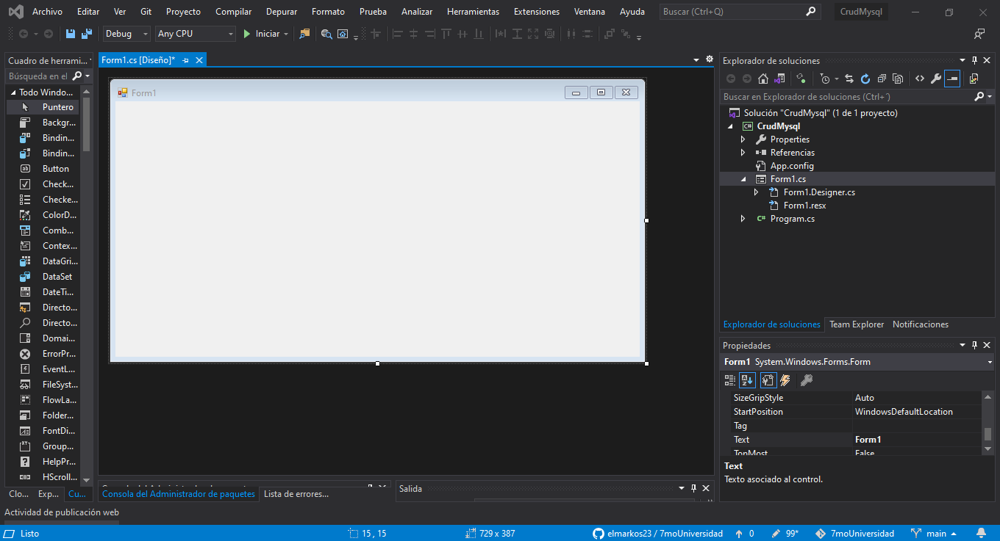 Archivo Editar Ver Git Proyecto Compilar Depurar Formato Prueba Analizar Herramientas Extensiones Ventana Ayuda Buscar (Ctrl+Q) CrudMysql
Debug Any CPU Iniciar
Cuadro de herrami...
Búsqueda en el
Todo Windo...
Puntero
Backgr...
Bindin...
Bindin...
Button
Check...
Checke...
ColorD...
Comb...
Contex...
DataGri...
DataSet
DateTi...
Directo...
Directo...
Domai...
ErrorPr...
EventL...
FileSyst...
FlowLa...
Folder...
FontDi...
Group...
HelpPr...
HScroll...
Clo... Exp... Cu...
Form1.cs [Diseño]*
Form1
Consola del Administrador de paquetes Lista de errores...
Salida
Explorador de soluciones
Buscar en Explorador de soluciones (Ctrl+´)
Solución "CrudMysql" (1 de 1 proyecto)
C# CrudMysql
Properties
Referencias
App.config
Form1.cs
Form1.Designer.cs
Form1.resx
C# Program.cs
Explorador de soluciones Team Explorer Notificaciones
Propiedades
Form1 System.Windows.Forms.Form
SizeGripStyle Auto
StartPosition WindowsDefaultLocation
Tag
Text Form1
TopMost False
Text
Texto asociado al control.
Actividad de publicación web
Listo 15 , 15 729 x 387 elmarkos23 / 7moUniversidad 0 99* 7moUniversidad main